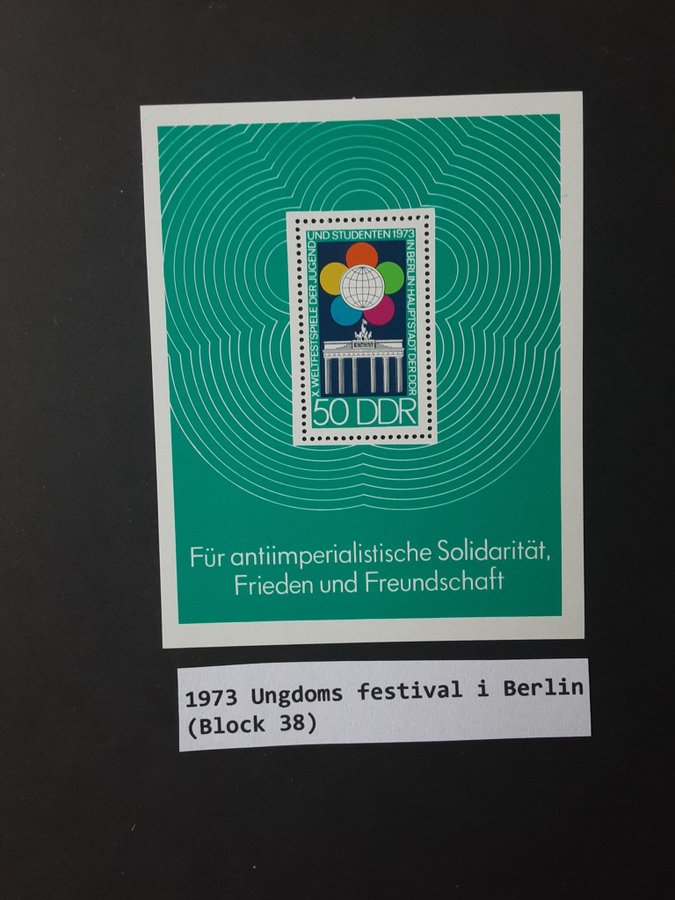 X. WELTFESTSPIELE DER JUGEND
UND STUDENTEN 1973
IN BERLIN HAUPTSTADT DER DDR
50 DDR
Für antiimperialistische Solidarität,
Frieden und Freundschaft
1973 Ungdoms festival i Berlin
(Block 38)